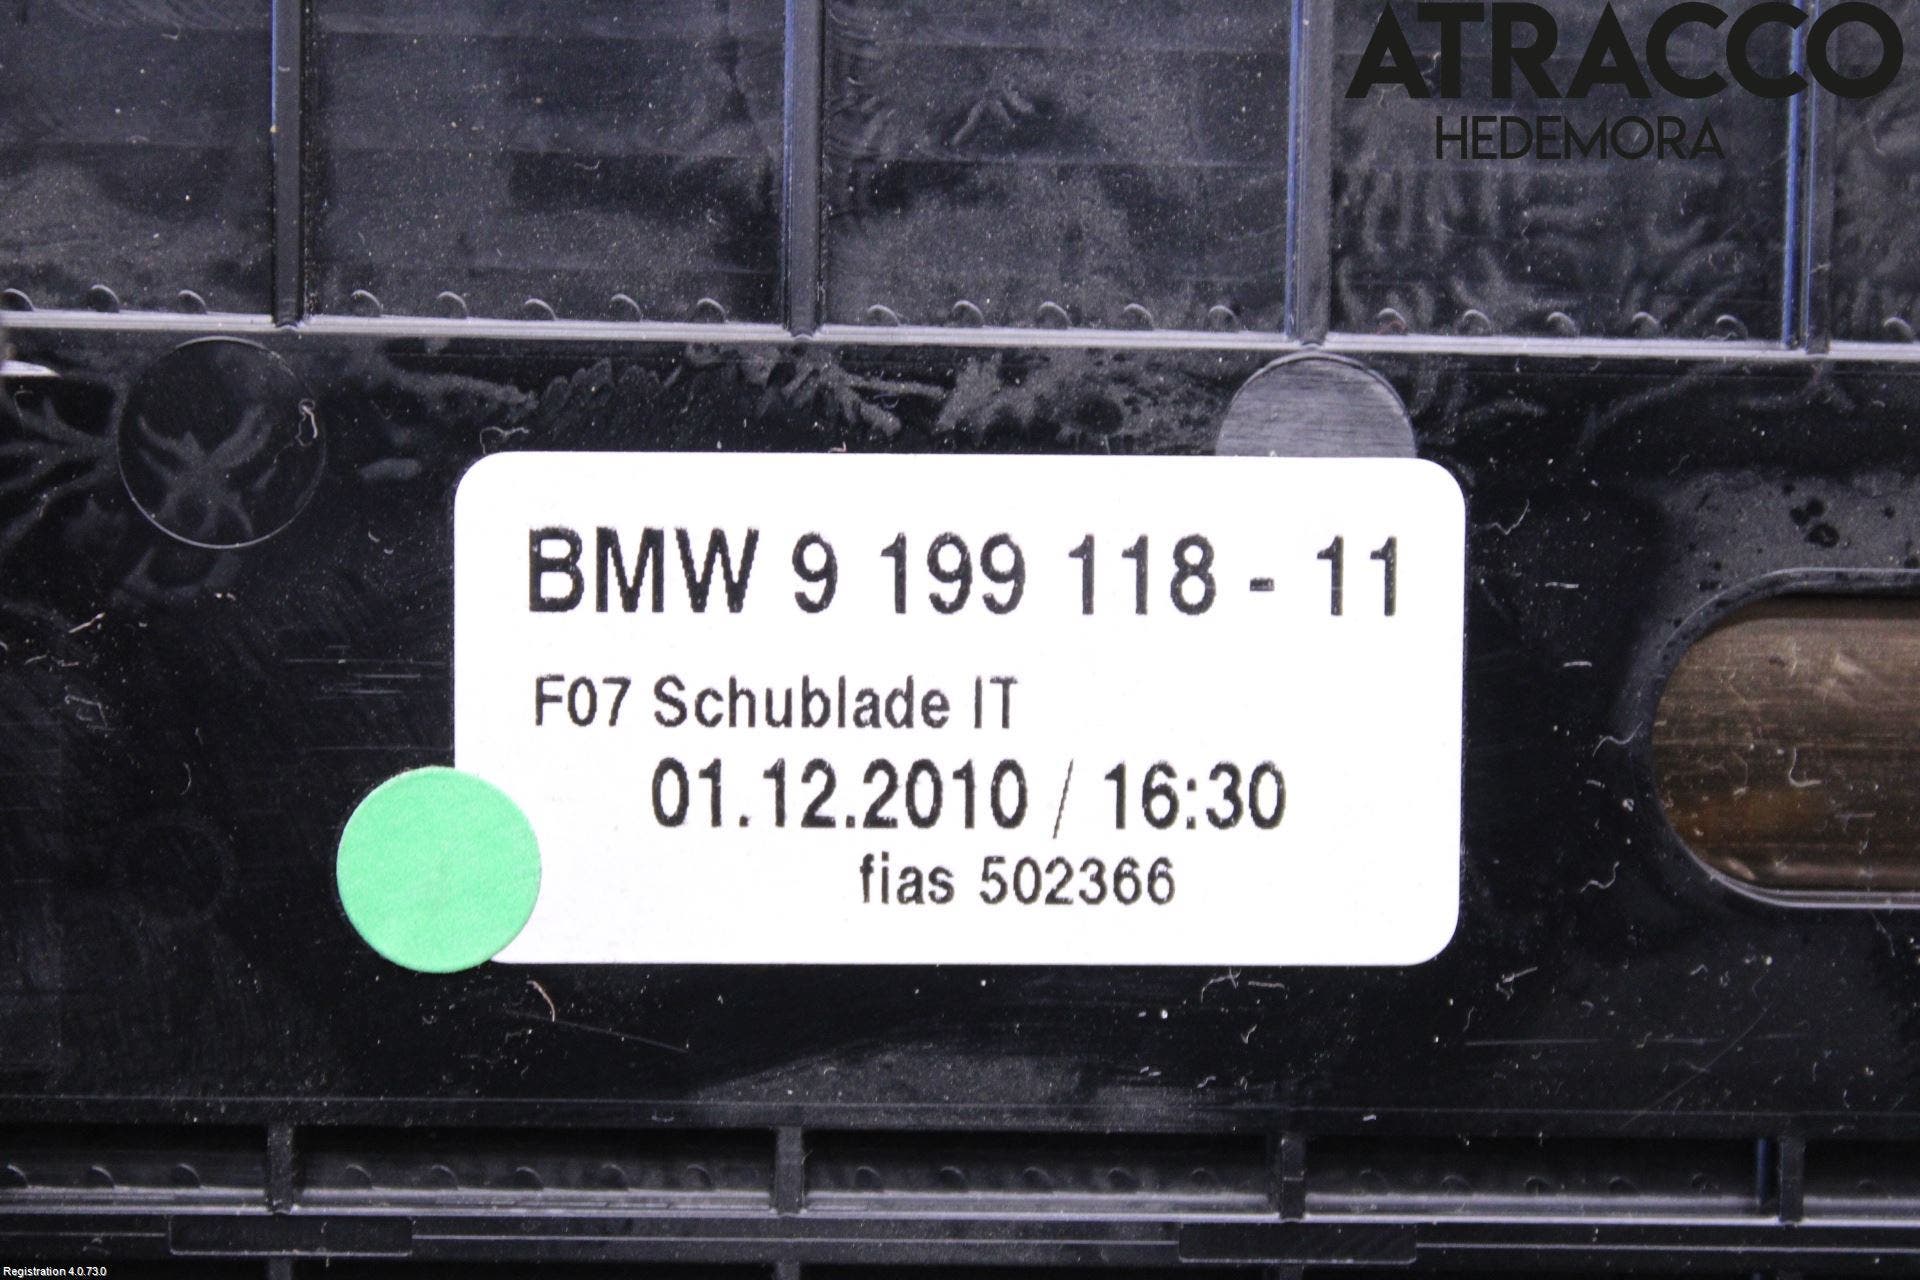 ATRACCO
HEDEMORA
BMW 9 199 118 - 11
F07 Schublade IT
01.12.2010 / 16:30
fias 502366
Registration 4.0.73.0